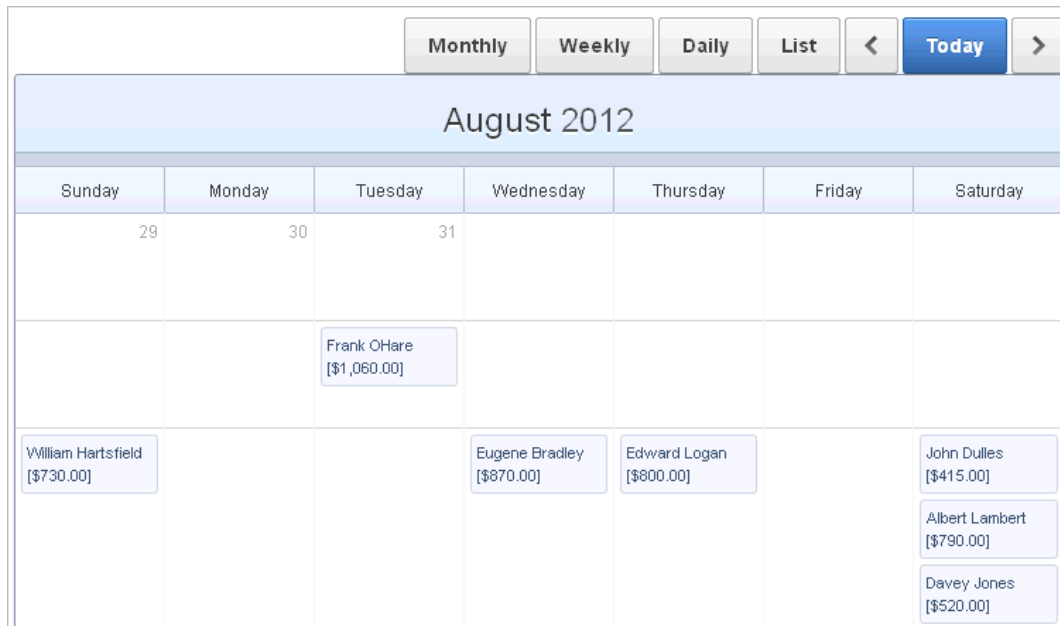 Monthly Weekly Daily List < Today >
August 2012
Sunday Monday Tuesday Wednesday Thursday Friday Saturday
29 30 31
Frank OHare
[$1,060.00]
William Hartsfield
[$730.00]
Eugene Bradley
[$870.00]
Edward Logan
[$800.00]
John Dulles
[$415.00]
Albert Lambert
[$790.00]
Davey Jones
[$520.00]